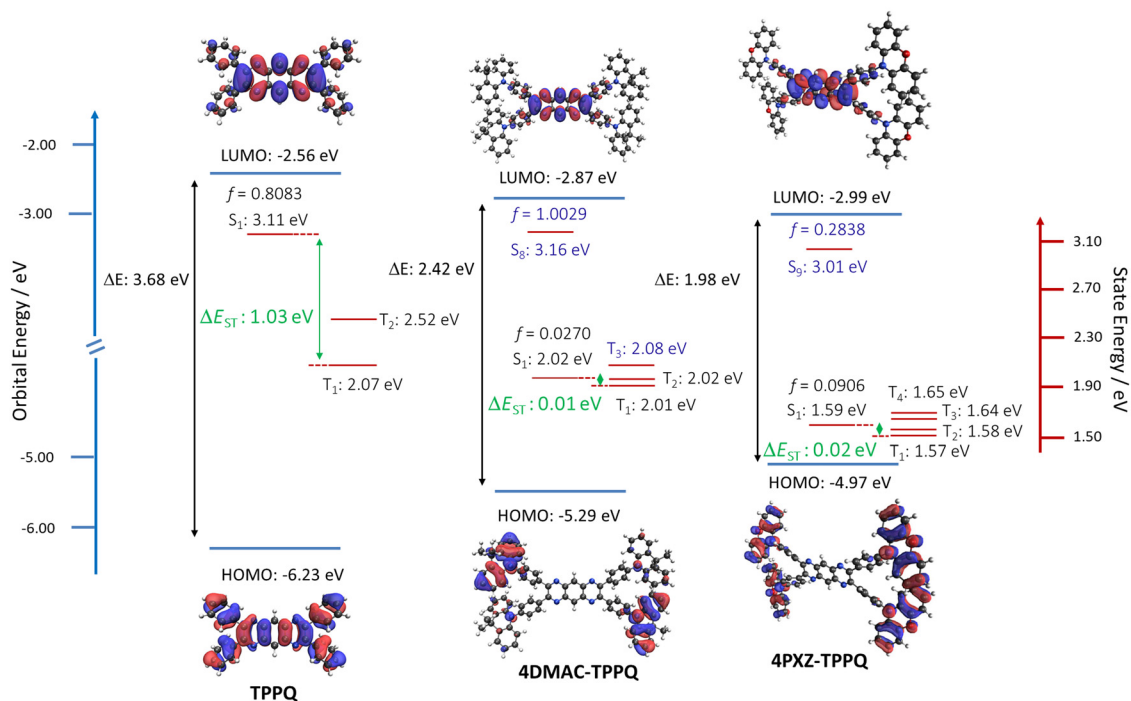 Orbital Energy / eV
-2.00
-3.00
-5.00
-6.00
LUMO: -2.56 eV
f = 0.8083
S1: 3.11 eV
ΔE: 3.68 eV
ΔEST: 1.03 eV
T2: 2.52 eV
T1: 2.07 eV
HOMO: -6.23 eV
TPPQ
LUMO: -2.87 eV
f = 1.0029
S8: 3.16 eV
ΔE: 2.42 eV
f = 0.0270
S1: 2.02 eV
T3: 2.08 eV
T2: 2.02 eV
ΔEST: 0.01 eV
T1: 2.01 eV
HOMO: -5.29 eV
4DMAC-TPPQ
LUMO: -2.99 eV
f = 0.2838
S9: 3.01 eV
ΔE: 1.98 eV
f = 0.0906
S1: 1.59 eV
T4: 1.65 eV
T3: 1.64 eV
T2: 1.58 eV
ΔEST: 0.02 eV
T1: 1.57 eV
HOMO: -4.97 eV
4PXZ-TPPQ
3.10
2.70
2.30
1.90
1.50
State Energy / eV